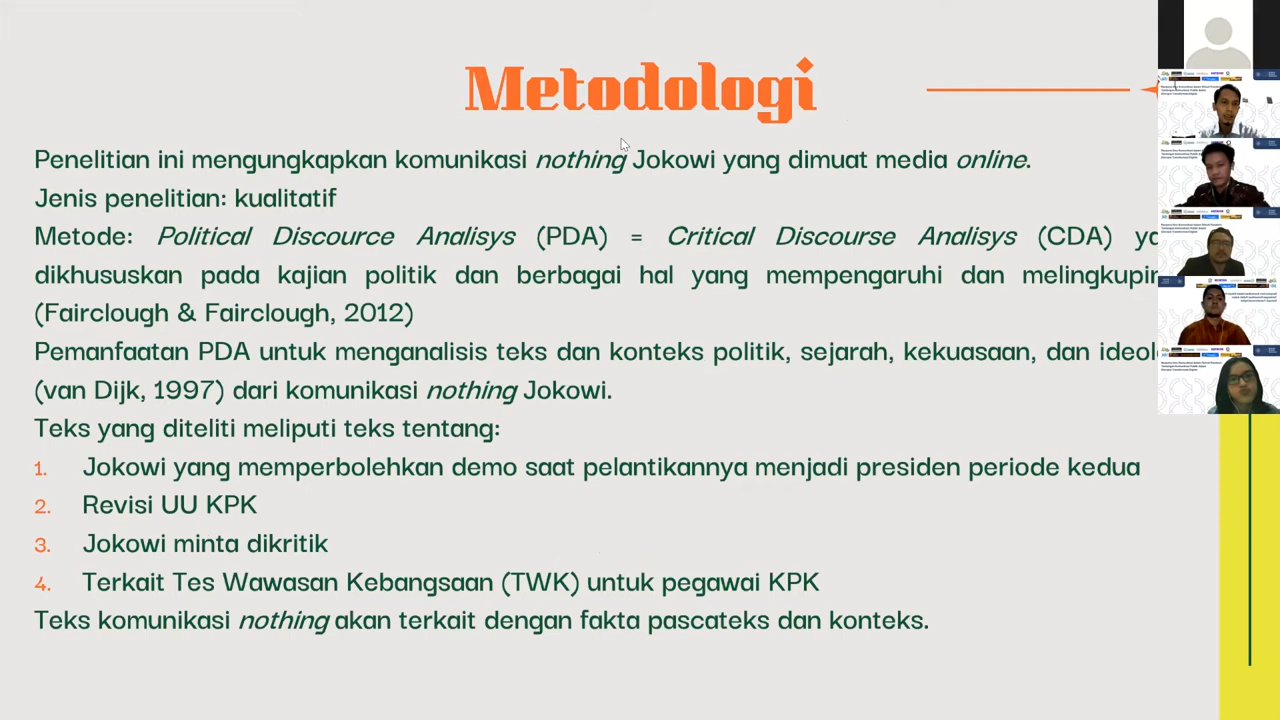 Metodologi
Penelitian ini mengungkapkan komunikasi nothing Jokowi yang dimuat media online.
Jenis penelitian: kualitatif
Metode: Political Discource Analisys (PDA) = Critical Discourse Analisys (CDA)
dikhususkan pada kajian politik dan berbagai hal yang mempengaruhi dan
(Fairclough & Fairclough, 2012)
Pemanfaatan PDA untuk menganalisis teks dan konteks politik, sejarah, kekuasaan, dan
(van Dijk, 1997) dari komunikasi nothing Jokowi.
Teks yang diteliti meliputi teks tentang:
1. Jokowi yang memperbolehkan demo saat pelantikannya menjadi presiden periode kedua
2. Revisi UU KPK
3. Jokowi minta dikritik
4. Terkait Tes Wawasan Kebangsaan (TWK) untuk pegawai KPK
Teks komunikasi nothing akan terkait dengan fakta pascateks dan konteks.